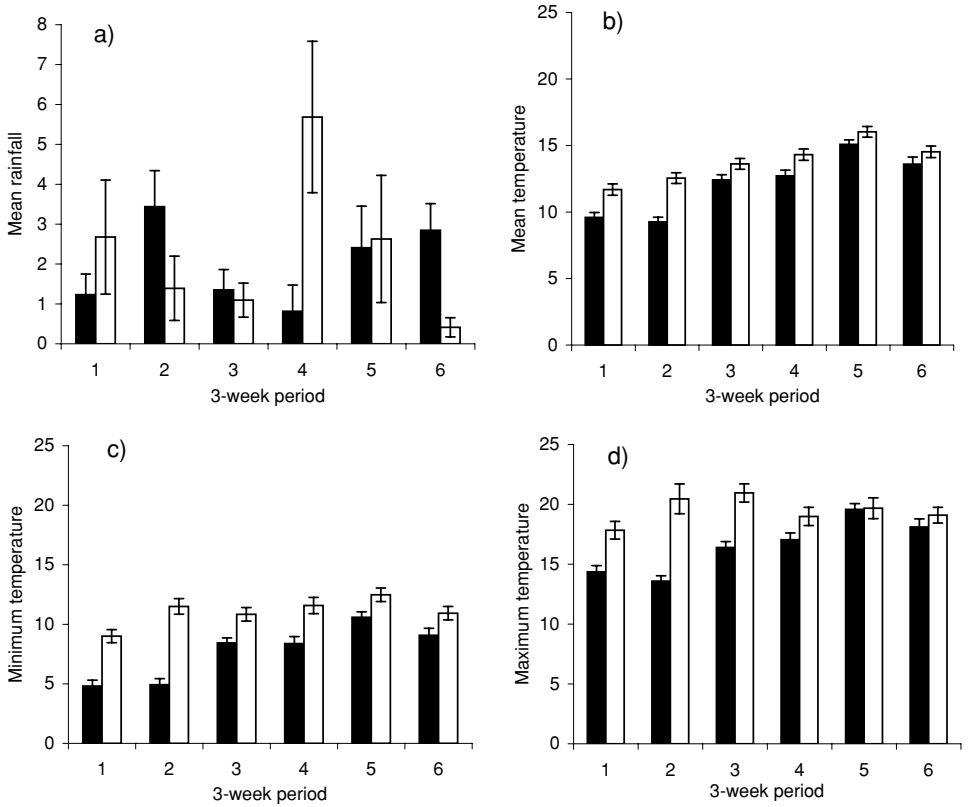 a)
Mean rainfall
8
7
6
5
4
3
2
1
0
1 2 3 4 5 6
3-week period
b)
Mean temperature
25
20
15
10
5
0
1 2 3 4 5 6
3-week period
c)
Minimum temperature
25
20
15
10
5
0
1 2 3 4 5 6
3-week period
d)
Maximum temperature
25
20
15
10
5
0
1 2 3 4 5 6
3-week period